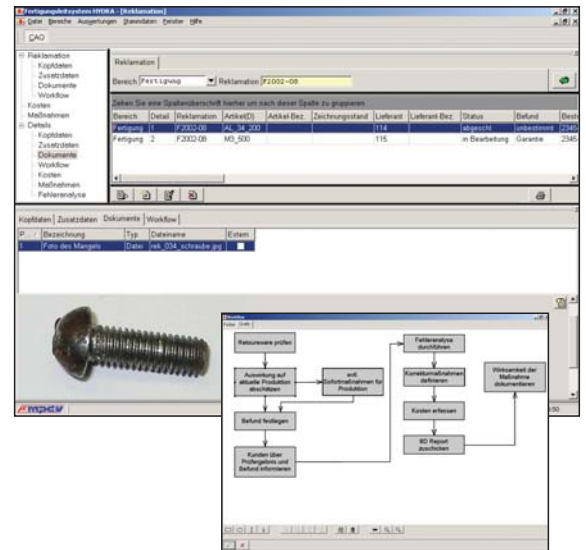 Fertigungsleitsystem HYDRA - [Reklamation]
Datei Bereiche Auswertungen Stammdaten Fenster Hilfe
CAQ
Reklamation
Kopfdaten
Zusatzdaten
Dokumente
Workflow
Kosten
Maßnahmen
Details
Kopfdaten
Zusatzdaten
Dokumente
Workflow
Kosten
Maßnahmen
Fehleranalyse
Reklamation
Bereich Fertigung Reklamation F2002-08
Ziehen Sie eine Spaltenüberschrift hierher um nach dieser Spalte zu gruppieren
Bereich Detail Reklamation Artikel(D) Artikel-Bez. Zeichnungsstand Lieferant Lieferant-Bez. Status Befund Beste
Fertigung 1 F2002-08 AL_34_200 114 abgeschl unbestimmt 2345
Fertigung 2 F2002-08 M3_500 115 in Bearbeitung Garantie 2345
Kopfdaten Zusatzdaten Dokumente Workflow
P... Bezeichnung Typ Dateiname Extern
1 Foto des Mangels Datei rek_034_schraube.jpg
Workflow
Retoureware prüfen
Auswirkung auf
aktuelle Produktion
abschätzen
evtl.
Sofortmaßnahmen für
Produktion
Befund festlegen
Kunden über
Prüfergebnis und
Befund informieren
Fehleranalyse
durchführen
Korrekturmaßnahmen
definieren
Kosten erfassen
8D Report
zuschicken
Wirksamkeit der
Maßnahme
dokumentieren
MPDV